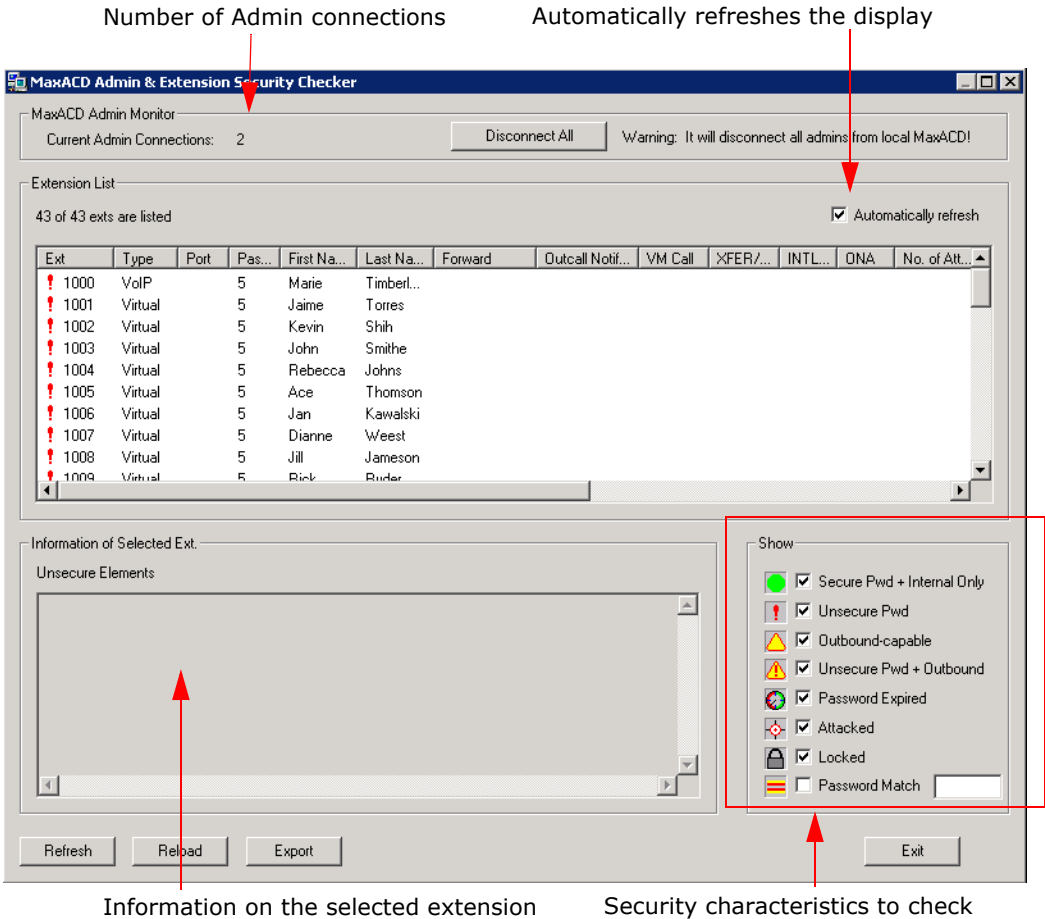 Number of Admin connections
Automatically refreshes the display
MaxACD Admin & Extension Security Checker
MaxACD Admin Monitor
Current Admin Connections: 2
Disconnect All
Warning: It will disconnect all admins from local MaxACD!
Extension List
43 of 43 exts are listed
Automatically refresh
Ext Type Port Pas... First Na... Last Na... Forward Outcall Notif... VM Call XFER/... INTL... ONA No. of Att...
1000 VoIP 5 Marie Timberl...
1001 Virtual 5 Jaime Torres
1002 Virtual 5 Kevin Shih
1003 Virtual 5 John Smithe
1004 Virtual 5 Rebecca Johns
1005 Virtual 5 Ace Thomson
1006 Virtual 5 Jan Kawalski
1007 Virtual 5 Dianne Weest
1008 Virtual 5 Jill Jameson
1009 Virtual 5 Rick Ruder
Information of Selected Ext.
Unsecure Elements
Show
Secure Pwd + Internal Only
Unsecure Pwd
Outbound-capable
Unsecure Pwd + Outbound
Password Expired
Attacked
Locked
Password Match
Refresh
Reload
Export
Exit
Information on the selected extension
Security characteristics to check